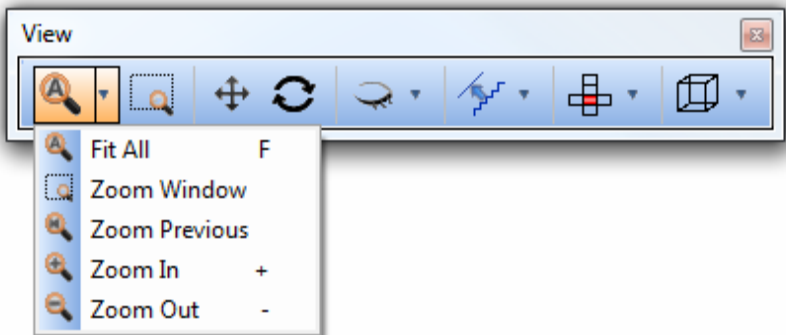 View
Fit All F
Zoom Window
Zoom Previous
Zoom In +
Zoom Out -